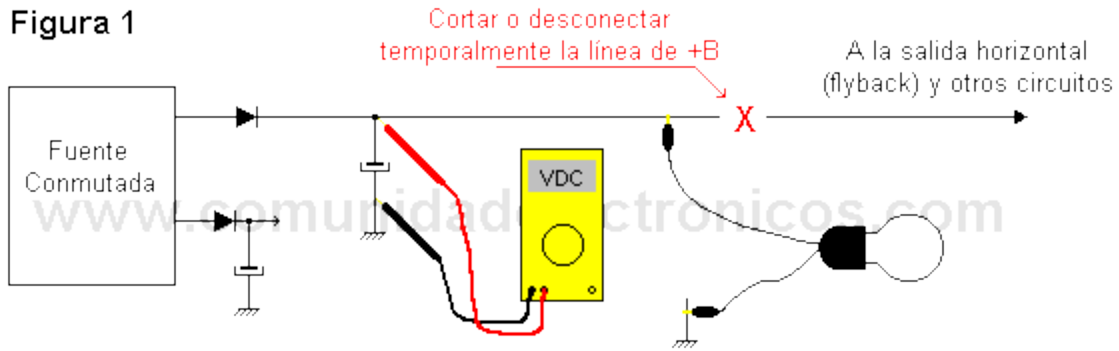 Figura 1
Cortar o desconectar
temporalmente la línea de +B
A la salida horizontal
(flyback) y otros circuitos
X
Fuente
Conmutada
VDC
www.comunidadelectronicos.com